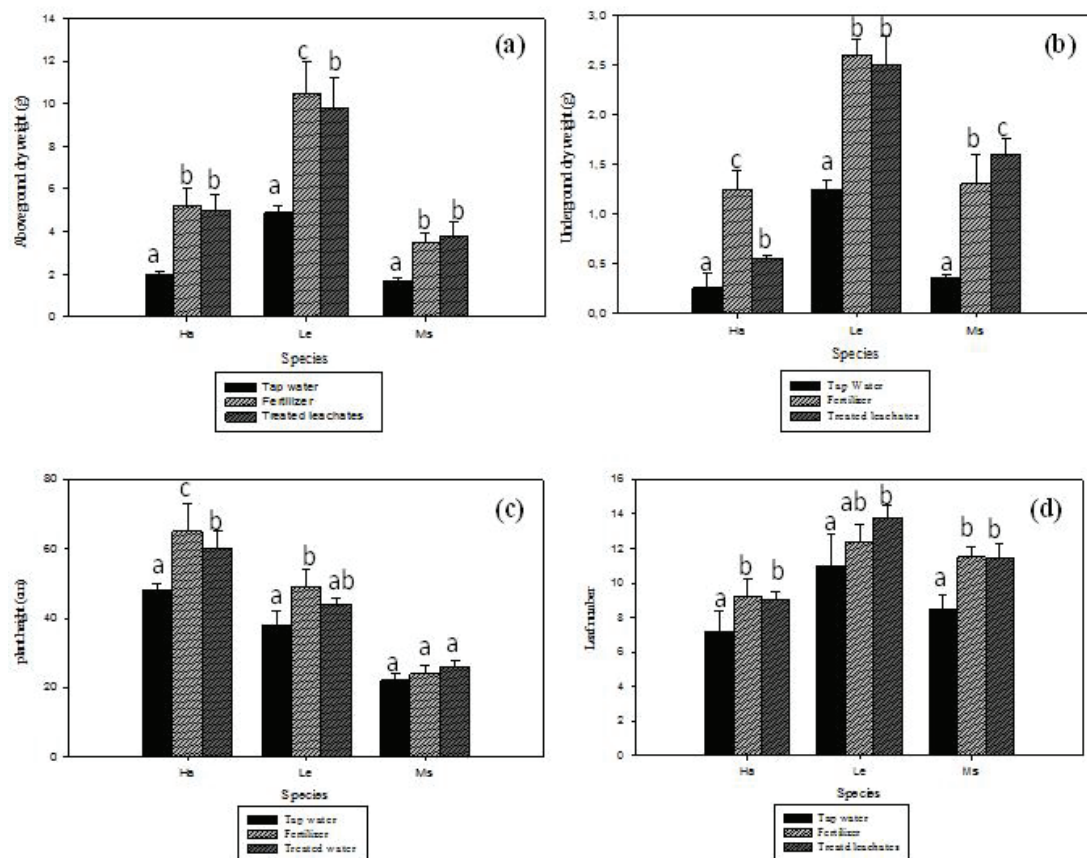 (a)
Aboveground dry weight (g)
14
12
10
8
6
4
2
0
a b b
a c b
a b b
Ha Le Ms
Species
Tap water
Fertilizer
Treated leachates
(b)
Underground dry weight (g)
3,0
2,5
2,0
1,5
1,0
0,5
0,0
a c b
a b b
a b c
Ha Le Ms
Species
Tap Water
Fertilizer
Treated leachates
(c)
plant height (cm)
80
60
40
20
0
a c b
a b ab
a a a
Ha Le Ms
Species
Tap water
Fertilizer
Treated water
(d)
Leaf number
16
14
12
10
8
6
4
2
0
a b b
a ab b
a b b
Ha Le Ms
Species
Tap water
Fertilizer
Treatd leachates